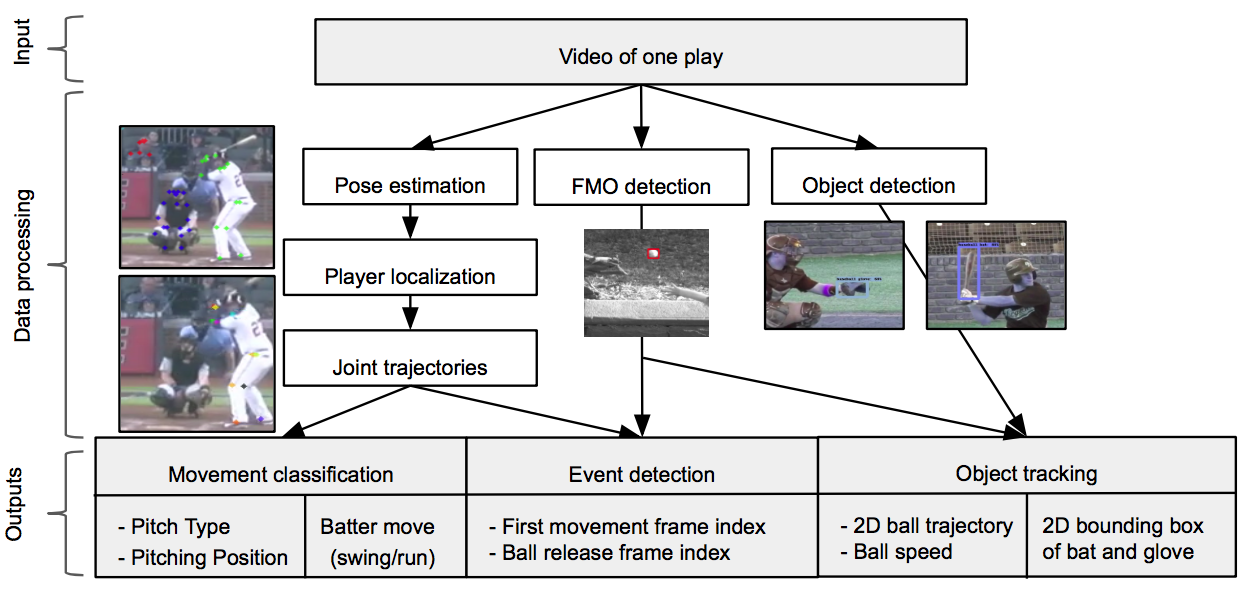 Input
Video of one play
Data processing
Pose estimation
FMO detection
Object detection
Player localization
Joint trajectories
Outputs
Movement classification
Event detection
Object tracking
- Pitch Type
- Pitching Position
Batter move
(swing/run)
- First movement frame index
- Ball release frame index
- 2D ball trajectory
- Ball speed
2D bounding box
of bat and glove